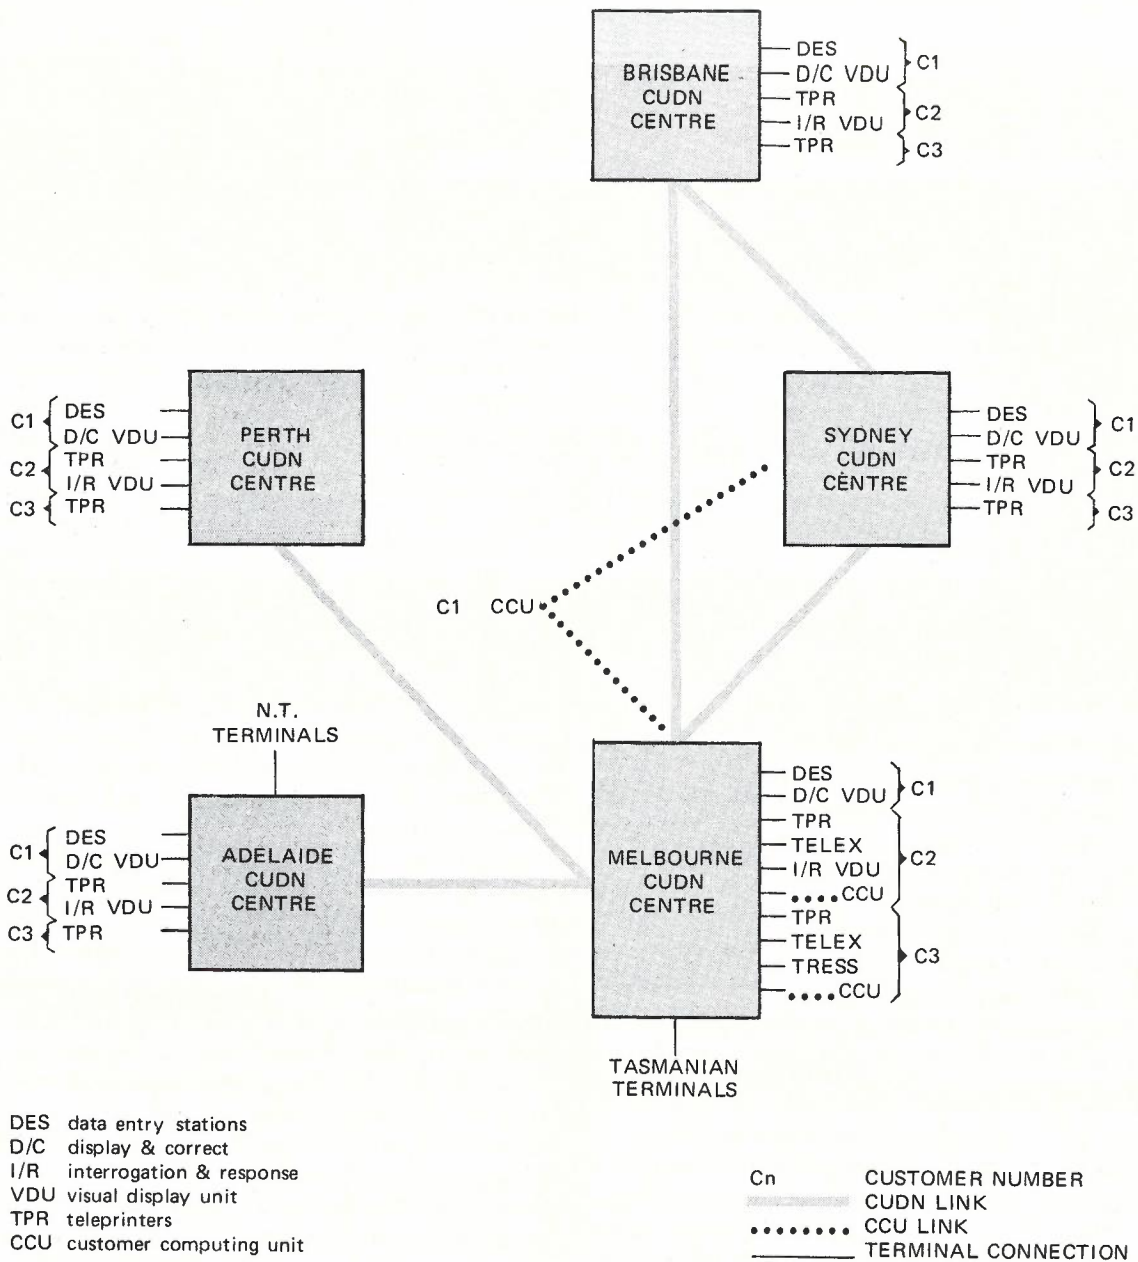 BRISBANE
CUDN
CENTRE
DES
D/C VDU
TPR
I/R VDU
TPR
C1
C2
C3
PERTH
CUDN
CENTRE
C1
C2
C3
DES
D/C VDU
TPR
I/R VDU
TPR
SYDNEY
CUDN
CENTRE
DES
D/C VDU
TPR
I/R VDU
TPR
C1
C2
C3
C1 CCU
N.T.
TERMINALS
ADELAIDE
CUDN
CENTRE
C1
C2
C3
DES
D/C VDU
TPR
I/R VDU
TPR
MELBOURNE
CUDN
CENTRE
DES
D/C VDU
TPR
TELEX
I/R VDU
CCU
TPR
TELEX
TRESS
CCU
C1
C2
C3
TASMANIAN
TERMINALS
DES data entry stations
D/C display & correct
I/R interrogation & response
VDU visual display unit
TPR teleprinters
CCU customer computing unit
Cn CUSTOMER NUMBER
CUDN LINK
CCU LINK
TERMINAL CONNECTION